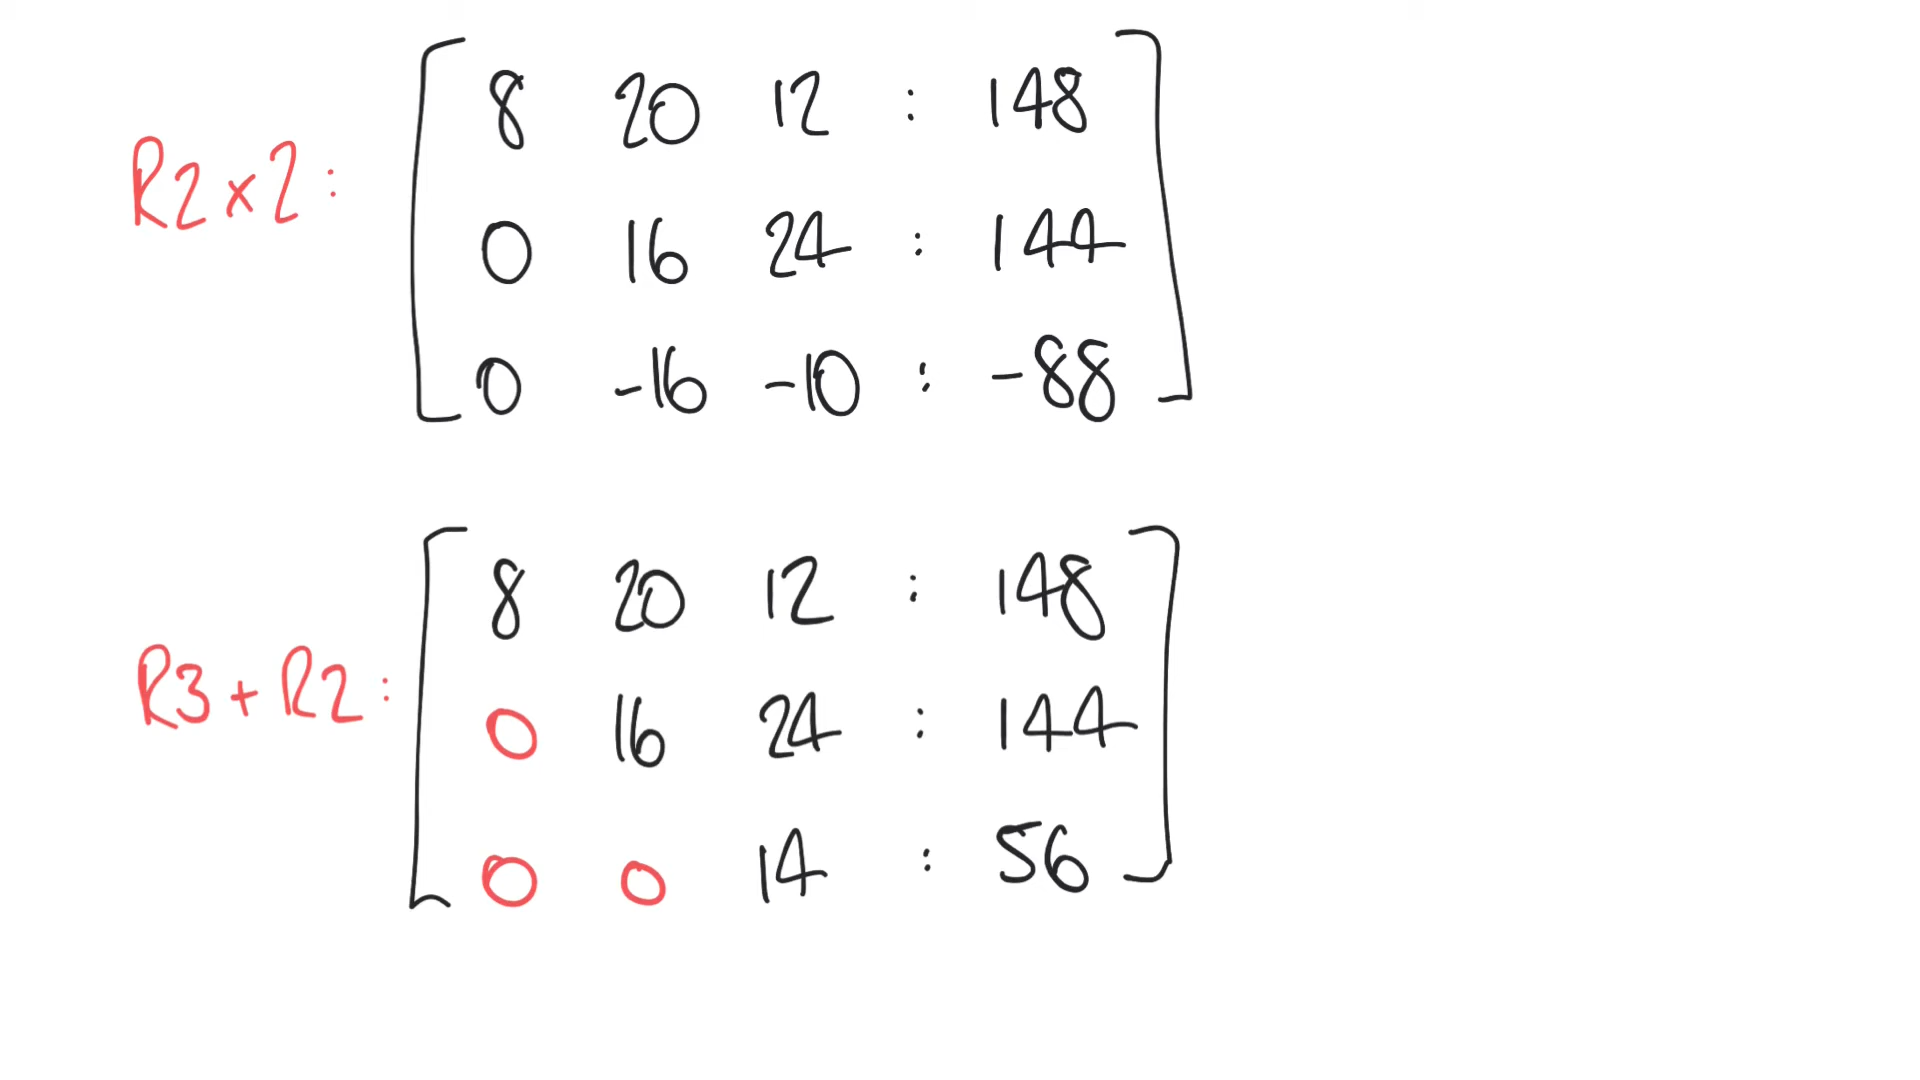 8 20 12 : 148
R2 x 2 :
0 16 24 : 144
0 -16 -10 : -88
8 20 12 : 148
R3 + R2 :
0 16 24 : 144
0 0 14 : 56